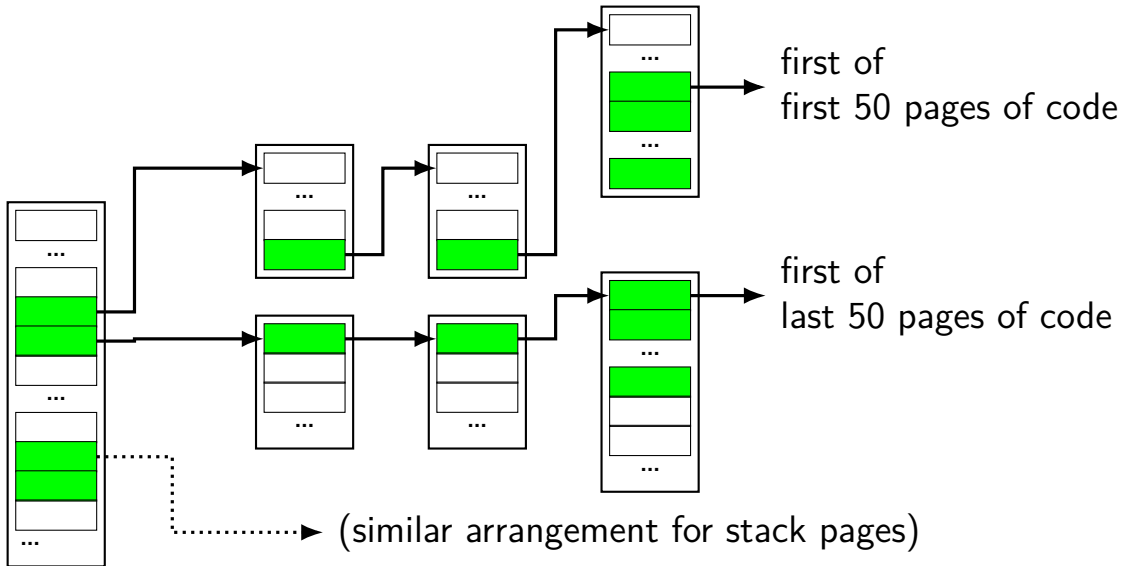 ...
first of
first 50 pages of code
...
...
...
...
first of
last 50 pages of code
...
...
...
...
...
(similar arrangement for stack pages)
...